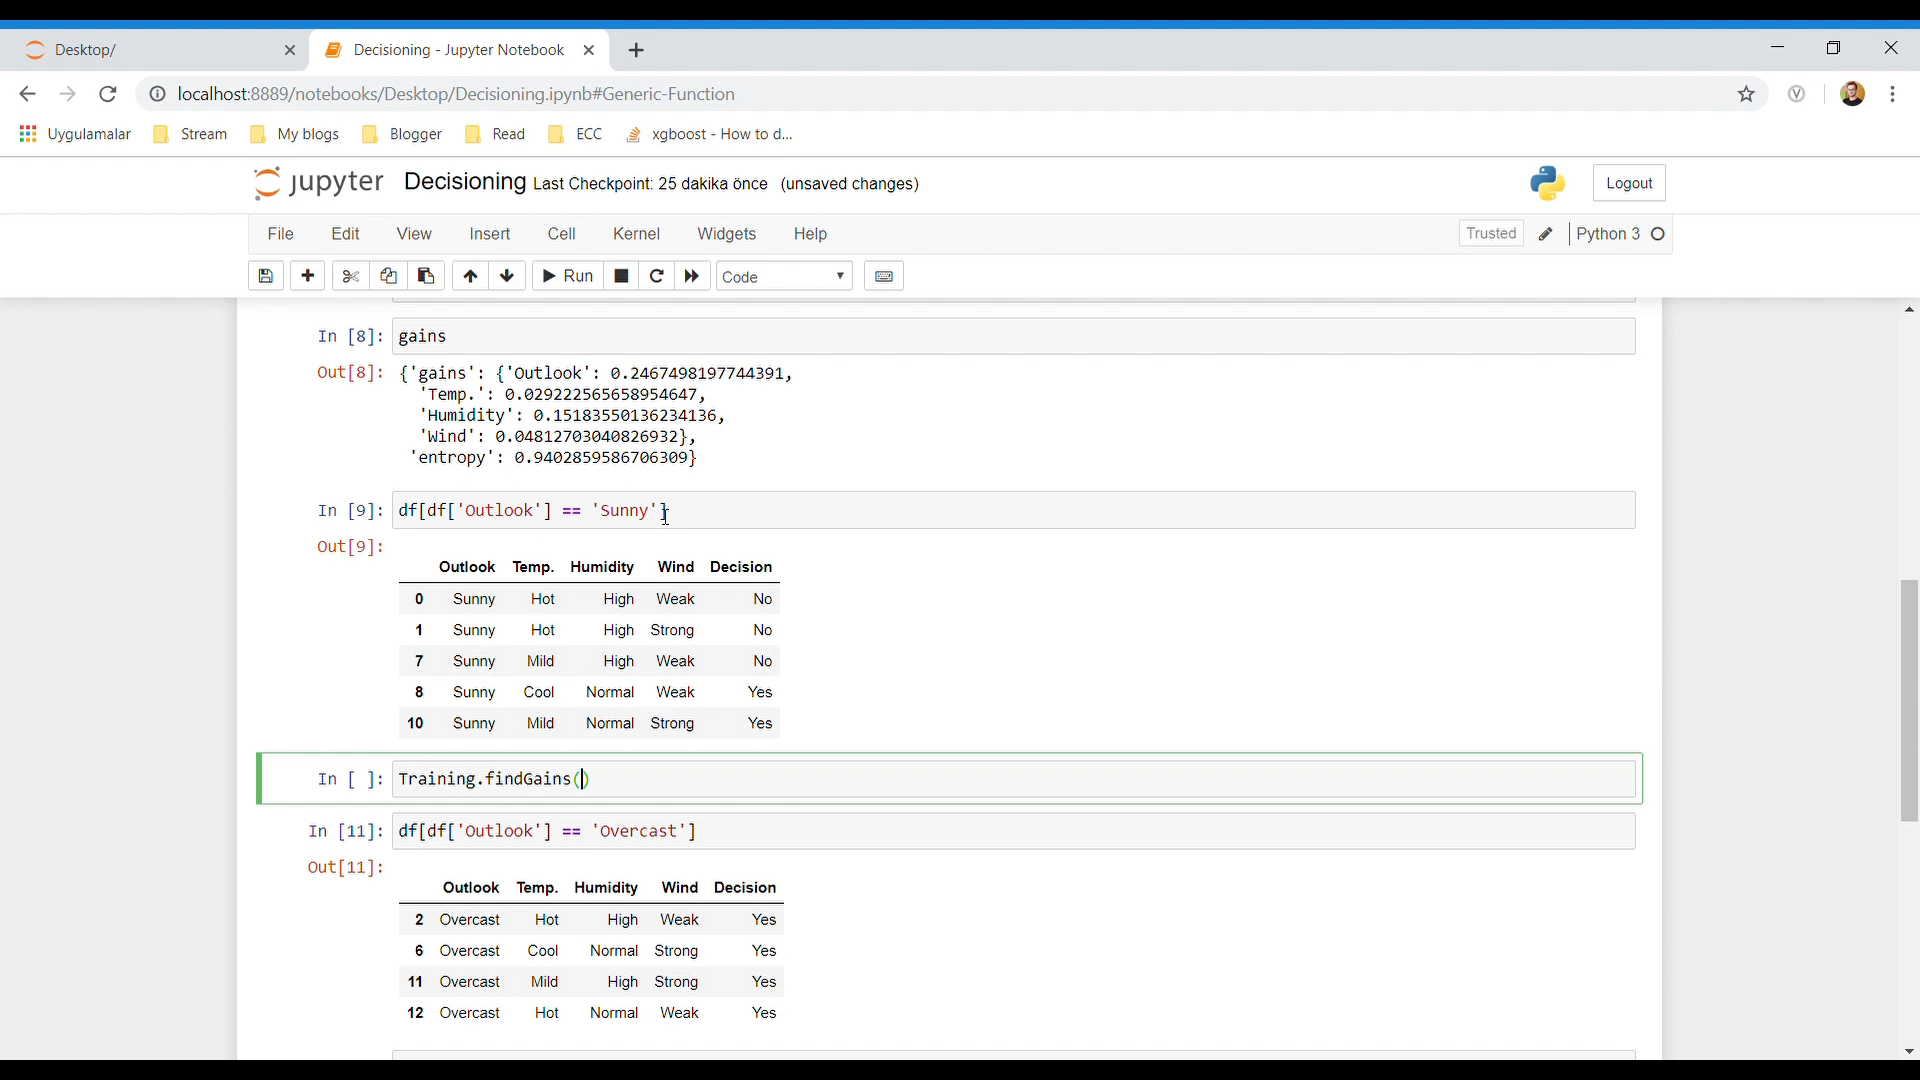 Desktop/
Decisioning - Jupyter Notebook
localhost:8889/notebooks/Desktop/Decisioning.ipynb#Generic-Function
Uygulamalar Stream My blogs Blogger Read ECC xgboost - How to d...
jupyter Decisioning Last Checkpoint: 25 dakika önce (unsaved changes) Logout
File Edit View Insert Cell Kernel Widgets Help Trusted Python 3
Run Code
In [8]: gains
Out[8]: {'gains': {'Outlook': 0.2467498197744391,
'Temp.': 0.029222565658954647,
'Humidity': 0.15183550136234136,
'Wind': 0.04812703040826932},
'entropy': 0.9402859586706309}
In [9]: df[df['Outlook'] == 'Sunny']
Out[9]:
Outlook Temp. Humidity Wind Decision
0 Sunny Hot High Weak No
1 Sunny Hot High Strong No
7 Sunny Mild High Weak No
8 Sunny Cool Normal Weak Yes
10 Sunny Mild Normal Strong Yes
In [ ]: Training.findGains()
In [11]: df[df['Outlook'] == 'Overcast']
Out[11]:
Outlook Temp. Humidity Wind Decision
2 Overcast Hot High Weak Yes
6 Overcast Cool Normal Strong Yes
11 Overcast Mild High Strong Yes
12 Overcast Hot Normal Weak Yes